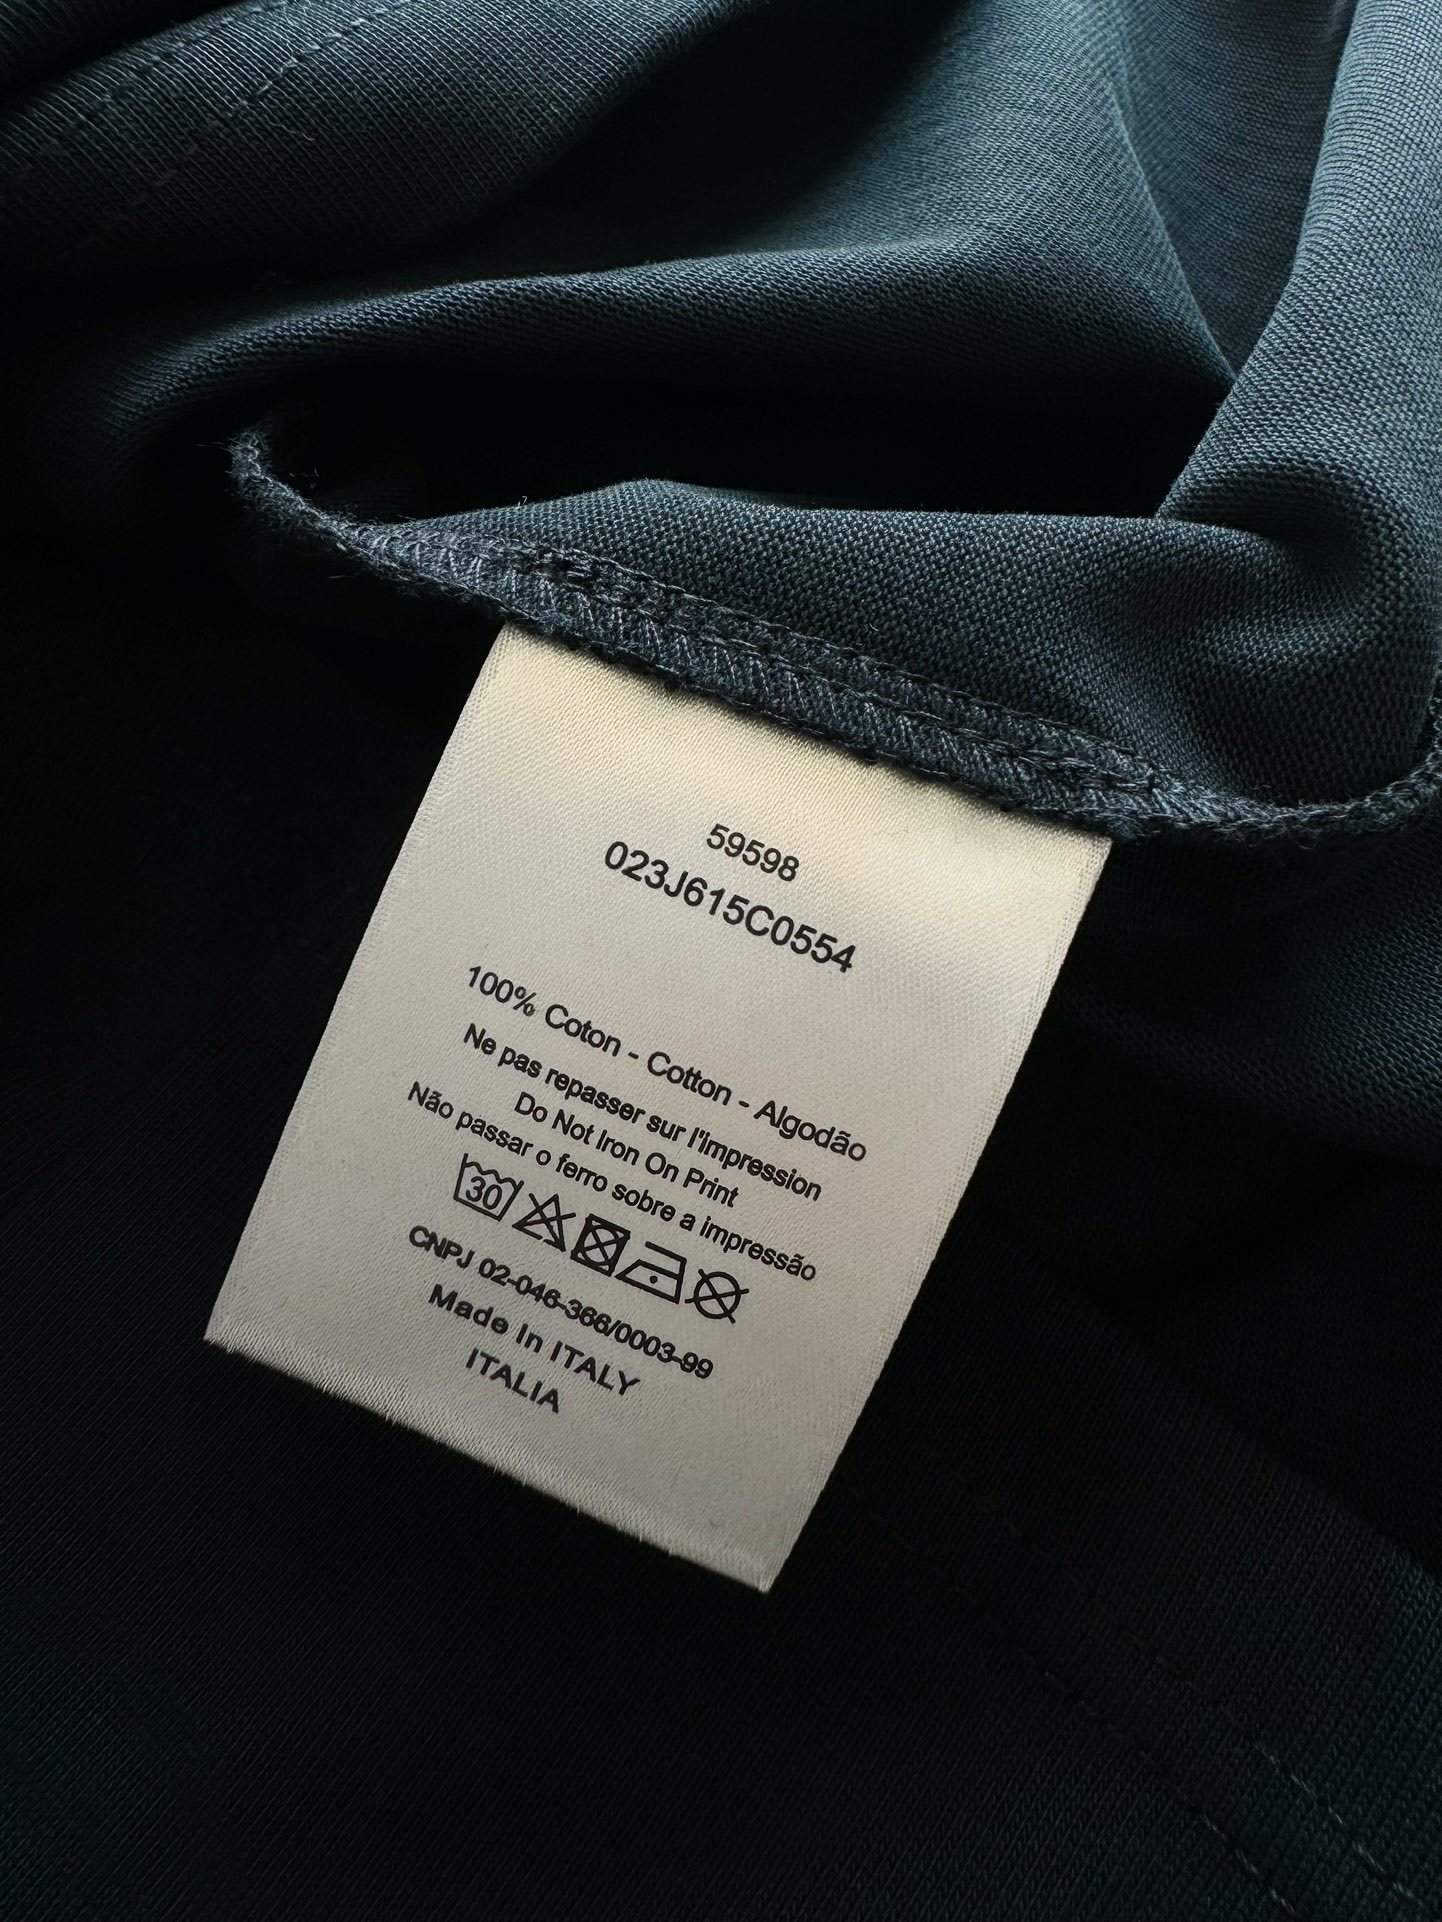 59598
023J615C0554
100% Coton - Cotton - Algodão
Ne pas repasser sur l'impression
Do Not Iron On Print
Não passar o ferro sobre a impressão
30
CNPJ 02-046-366/0003-99
Made In ITALY
ITALIA